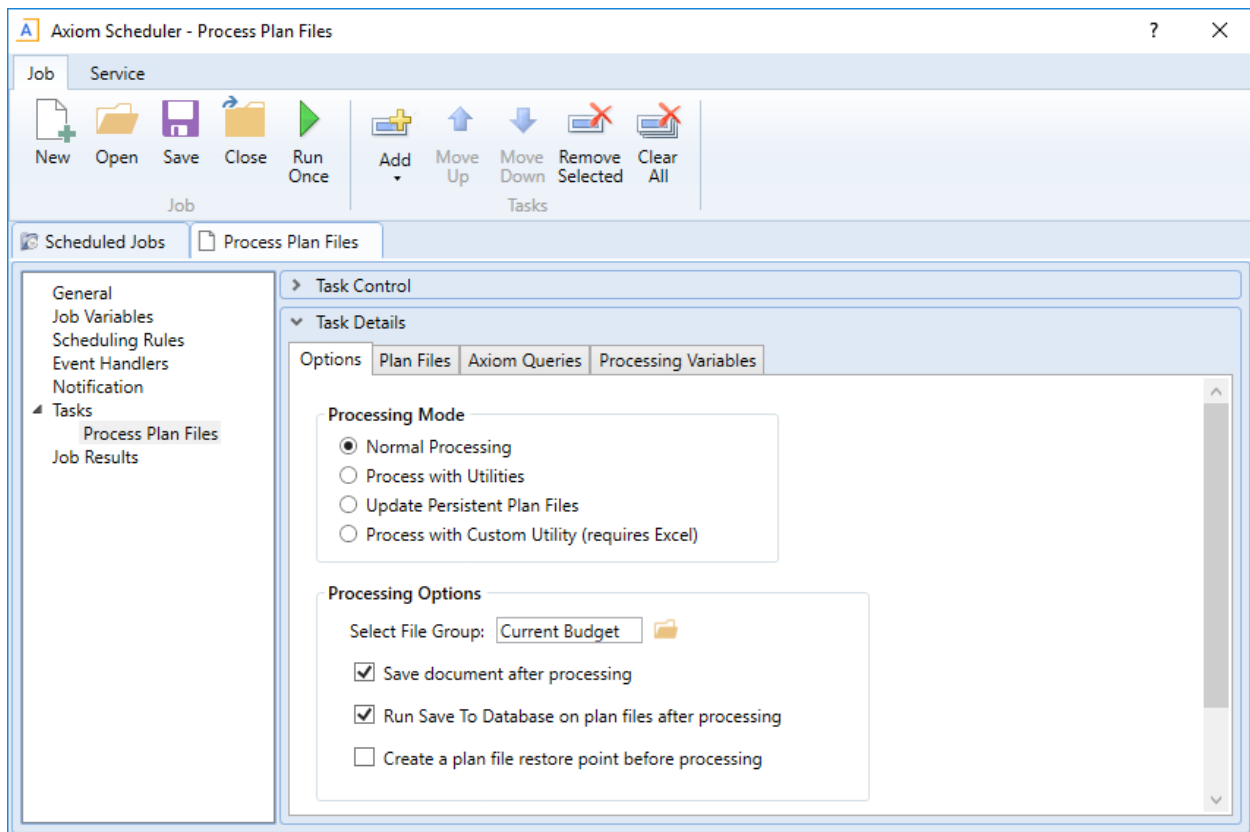 A Axiom Scheduler - Process Plan Files ?
Job Service
New Open Save Close Run Once Add Move Up Move Down Remove Selected Clear All
Job Tasks
Scheduled Jobs Process Plan Files
General
Job Variables
Scheduling Rules
Event Handlers
Notification
Tasks
Process Plan Files
Job Results
Task Control
Task Details
Options Plan Files Axiom Queries Processing Variables
Processing Mode
Normal Processing
Process with Utilities
Update Persistent Plan Files
Process with Custom Utility (requires Excel)
Processing Options
Select File Group: Current Budget
Save document after processing
Run Save To Database on plan files after processing
Create a plan file restore point before processing